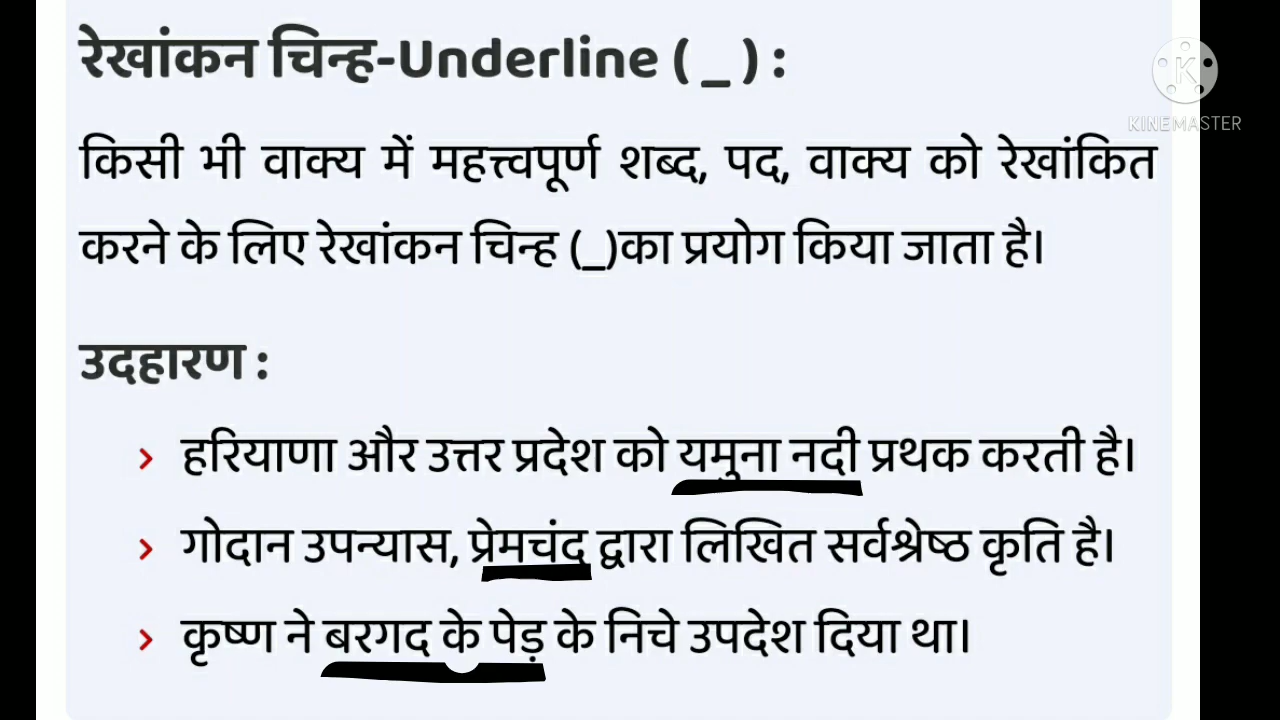 रेखांकन चिन्ह-Underline ( _ ) :
K
KINEMASTER
किसी भी वाक्य में महत्त्वपूर्ण शब्द, पद, वाक्य को रेखांकित
करने के लिए रेखांकन चिन्ह (_)का प्रयोग किया जाता है।
उदहारण :
› हरियाणा और उत्तर प्रदेश को यमुना नदी प्रथक करती है।
› गोदान उपन्यास, प्रेमचंद द्वारा लिखित सर्वश्रेष्ठ कृति है।
› कृष्ण ने बरगद के पेड़ के निचे उपदेश दिया था।